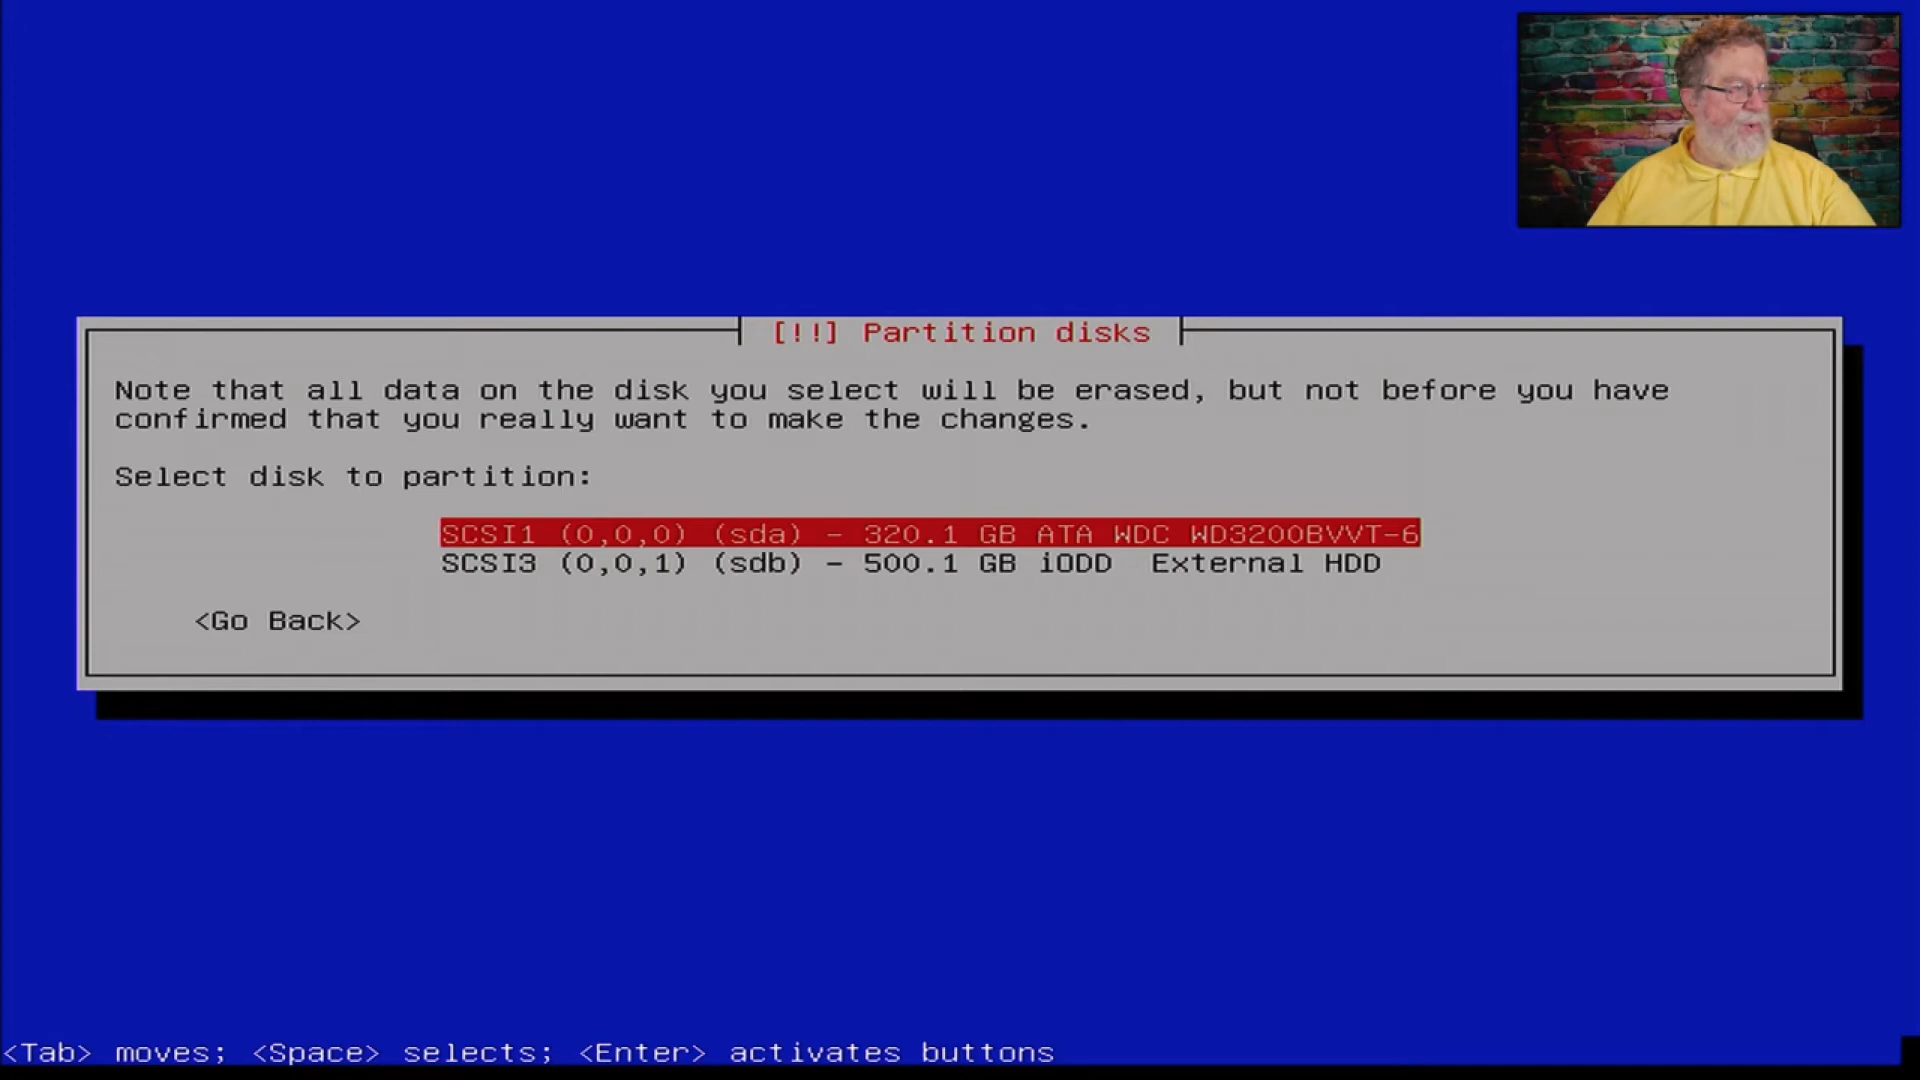 [!!] Partition disks
Note that all data on the disk you select will be erased, but not before you have
confirmed that you really want to make the changes.
Select disk to partition:
SCSI1 (0,0,0) (sda) - 320.1 GB ATA WDC WD3200BVVT-6
SCSI3 (0,0,1) (sdb) - 500.1 GB iODD  External HDD
<Go Back>
<Tab> moves; <Space> selects; <Enter> activates buttons